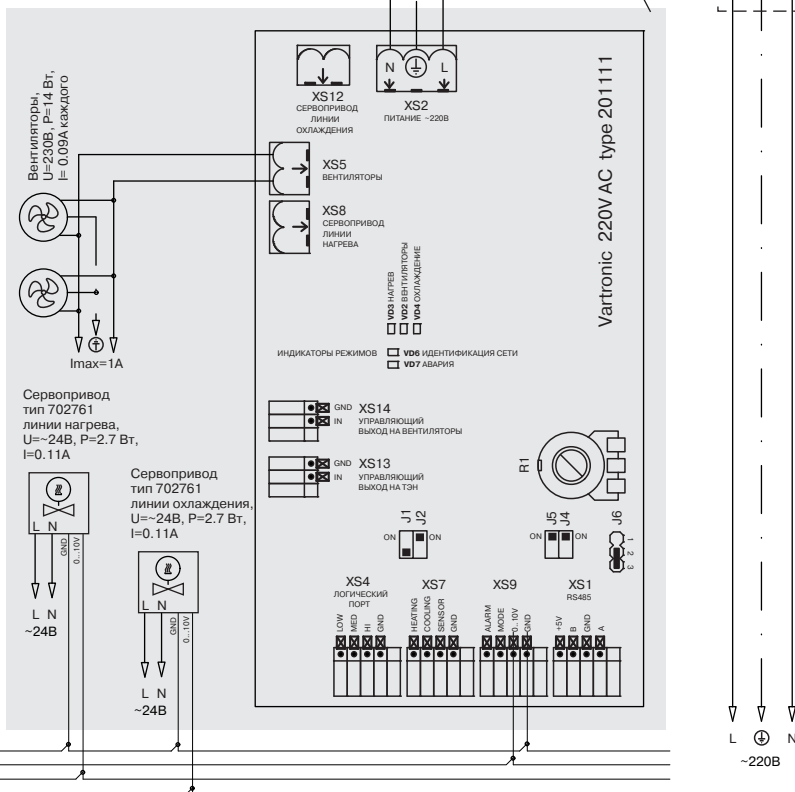 Вентиляторы,
U=230В, P=14 Вт,
I= 0.09А каждого
Imax=1A
XS12
СЕРВОПРИВОД
ЛИНИИ
ОХЛАЖДЕНИЯ
N
L
XS2
ПИТАНИЕ ~220В
XS5
ВЕНТИЛЯТОРЫ
XS8
СЕРВОПРИВОД
ЛИНИИ
НАГРЕВА
Vartronic 220V AC type 201111
VD3 НАГРЕВ
VD2 ВЕНТИЛЯТОРЫ
VD4 ОХЛАЖДЕНИЕ
ИНДИКАТОРЫ РЕЖИМОВ
VD6 ИДЕНТИФИКАЦИЯ СЕТИ
VD7 АВАРИЯ
GND XS14
IN УПРАВЛЯЮЩИЙ
ВЫХОД НА ВЕНТИЛЯТОРЫ
GND XS13
IN УПРАВЛЯЮЩИЙ
ВЫХОД НА ТЭН
R1
J1
J2
ON
ON
J5
J4
ON
ON
J6
1
2
3
Сервопривод
тип 702761
линии нагрева,
U=~24В, P=2.7 Вт,
I=0.11А
L N
GND
0...10V
L N
~24В
Сервопривод
тип 702761
линии охлаждения,
U=~24В, P=2.7 Вт,
I=0.11А
L N
GND
0...10V
L N
~24В
XS4
ЛОГИЧЕСКИЙ
ПОРТ
LOW
MED
HI
GND
XS7
HEATING
COOLING
SENSOR
GND
XS9
ALARM
MODE
0...10V
GND
XS1
RS485
+5V
B
GND
A
L
N
~220В